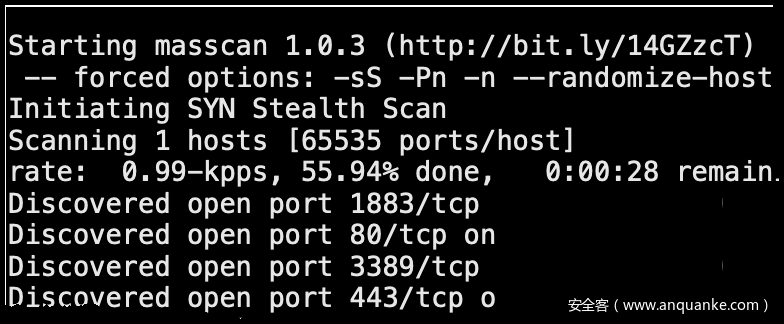 Starting masscan 1.0.3 (http://bit.ly/14GZzcT)
-- forced options: -sS -Pn -n --randomize-host
Initiating SYN Stealth Scan
Scanning 1 hosts [65535 ports/host]
rate:  0.99-kpps, 55.94% done,   0:00:28 remain
Discovered open port 1883/tcp
Discovered open port 80/tcp on
Discovered open port 3389/tcp
Discovered open port 443/tcp o
安全客（www.anquanke.com）